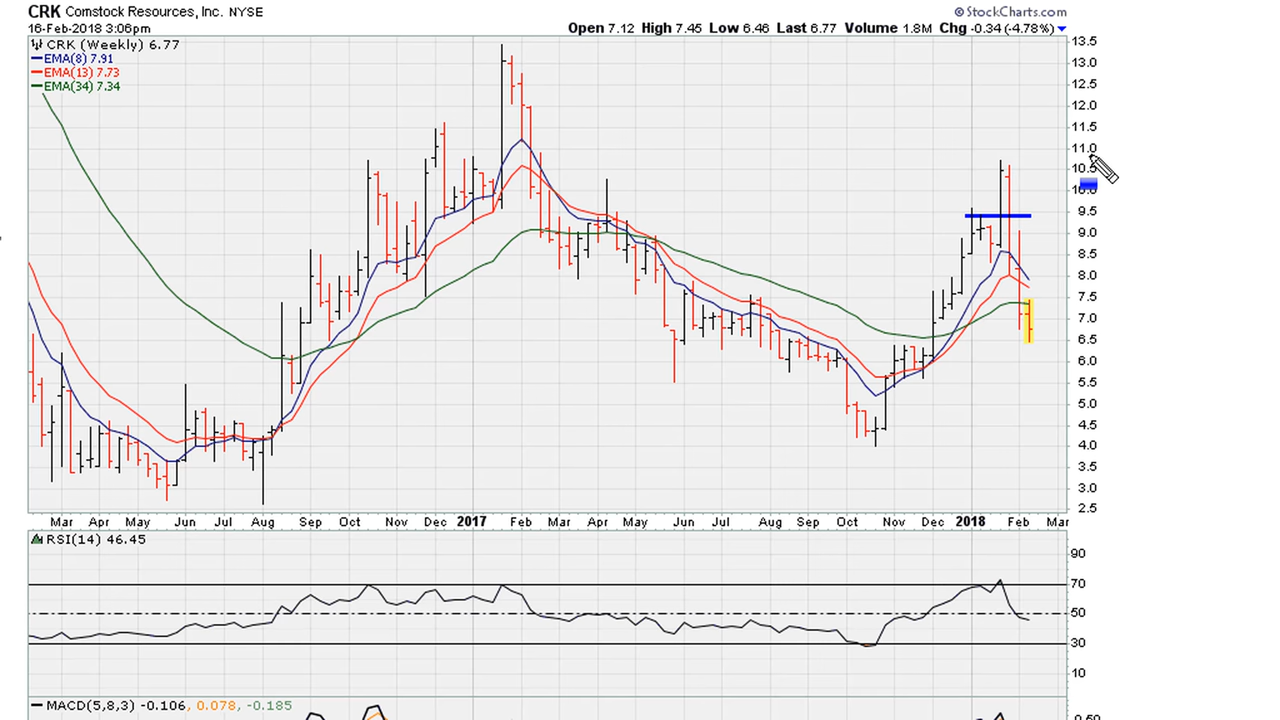 CRK Comstock Resources, Inc. NYSE
© StockCharts.com
16-Feb-2018 3:06pm
Open 7.12 High 7.45 Low 6.46 Last 6.77 Volume 1.8M Chg -0.34 (-4.78%)
CRK (Weekly) 6.77
EMA(8) 7.91
EMA(13) 7.73
EMA(34) 7.34
13.5
13.0
12.5
12.0
11.5
11.0
10.5
10.0
9.5
9.0
8.5
8.0
7.5
7.0
6.5
6.0
5.5
5.0
4.5
4.0
3.5
3.0
2.5
Mar Apr May Jun Jul Aug Sep Oct Nov Dec 2017 Feb Mar Apr May Jun Jul Aug Sep Oct Nov Dec 2018 Feb Mar
RSI(14) 46.45
90
70
50
30
10
MACD(5,8,3) -0.106, 0.078, -0.185
0.50